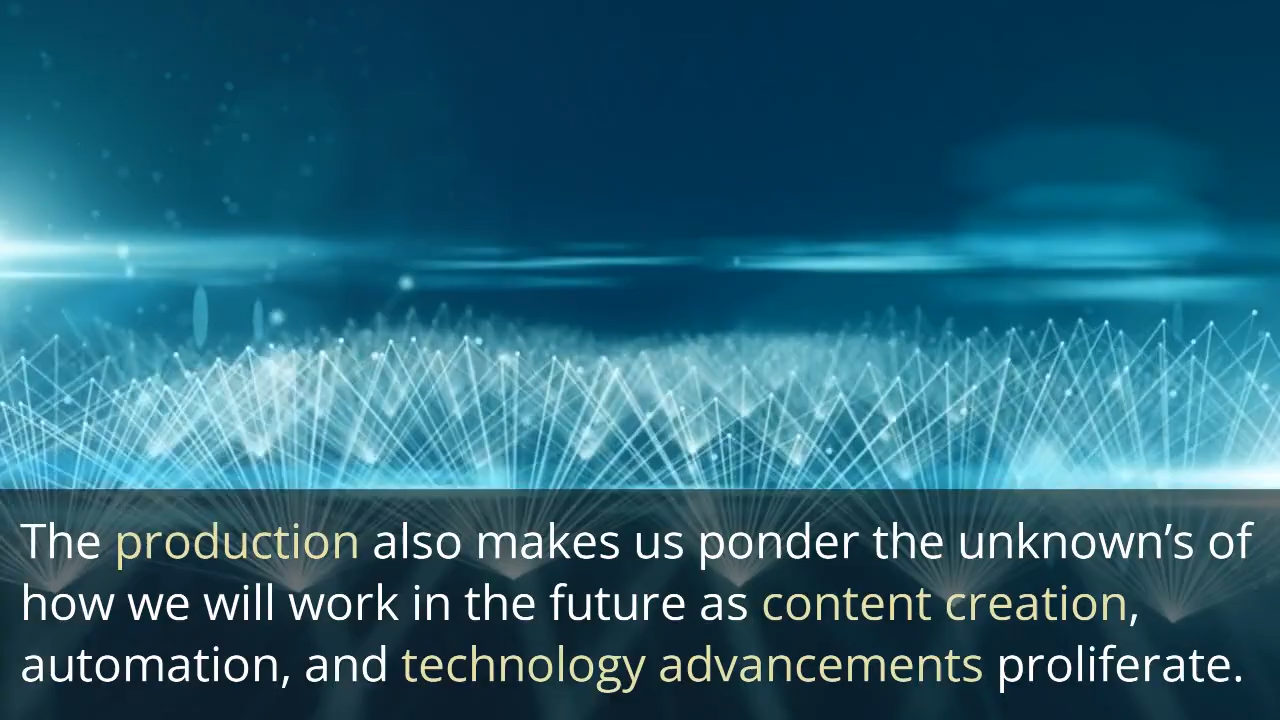 The production also makes us ponder the unknown’s of
how we will work in the future as content creation,
automation, and technology advancements proliferate.